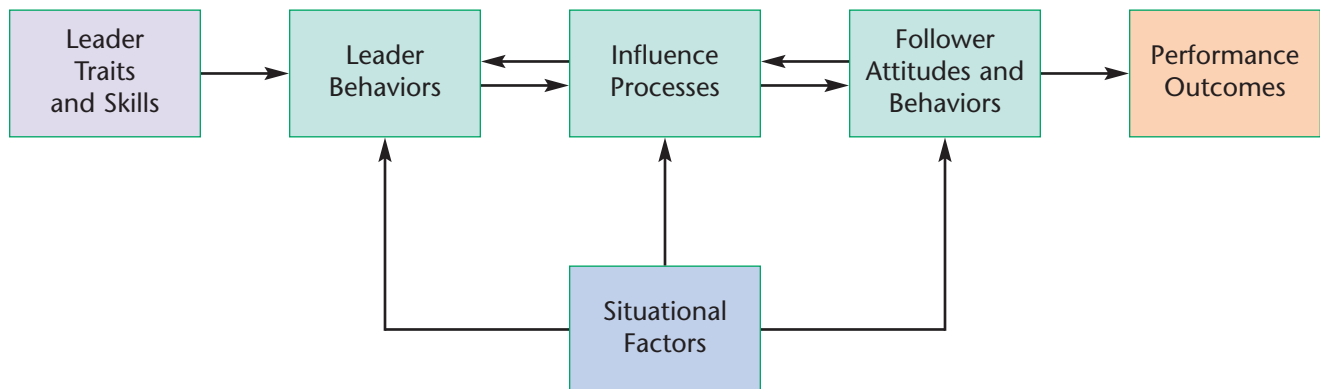 Leader
Traits
and Skills
Leader
Behaviors
Influence
Processes
Follower
Attitudes and
Behaviors
Performance
Outcomes
Situational
Factors